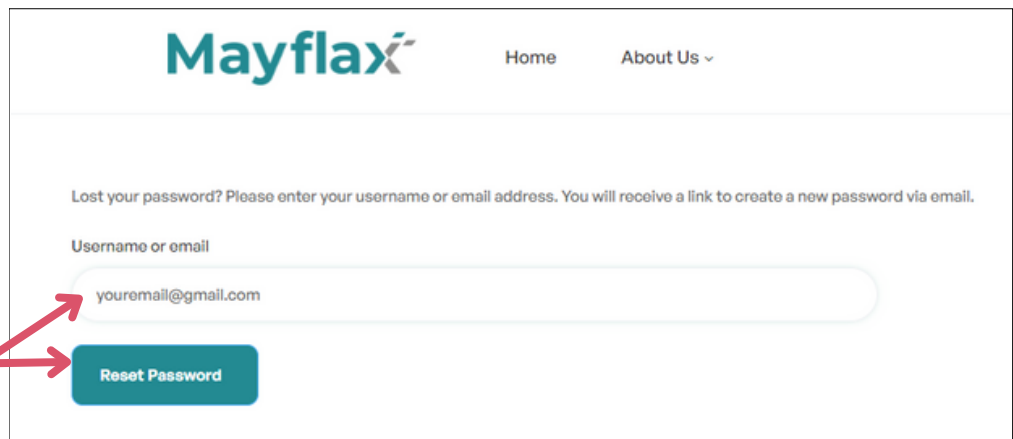 Mayflax
Home
About Us
Lost your password? Please enter your username or email address. You will receive a link to create a new password via email.
Username or email
youremail@gmail.com
Reset Password